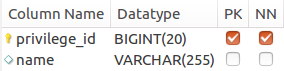 Column Name Datatype PK NN
privilege_id BIGINT(20)
name VARCHAR(255)